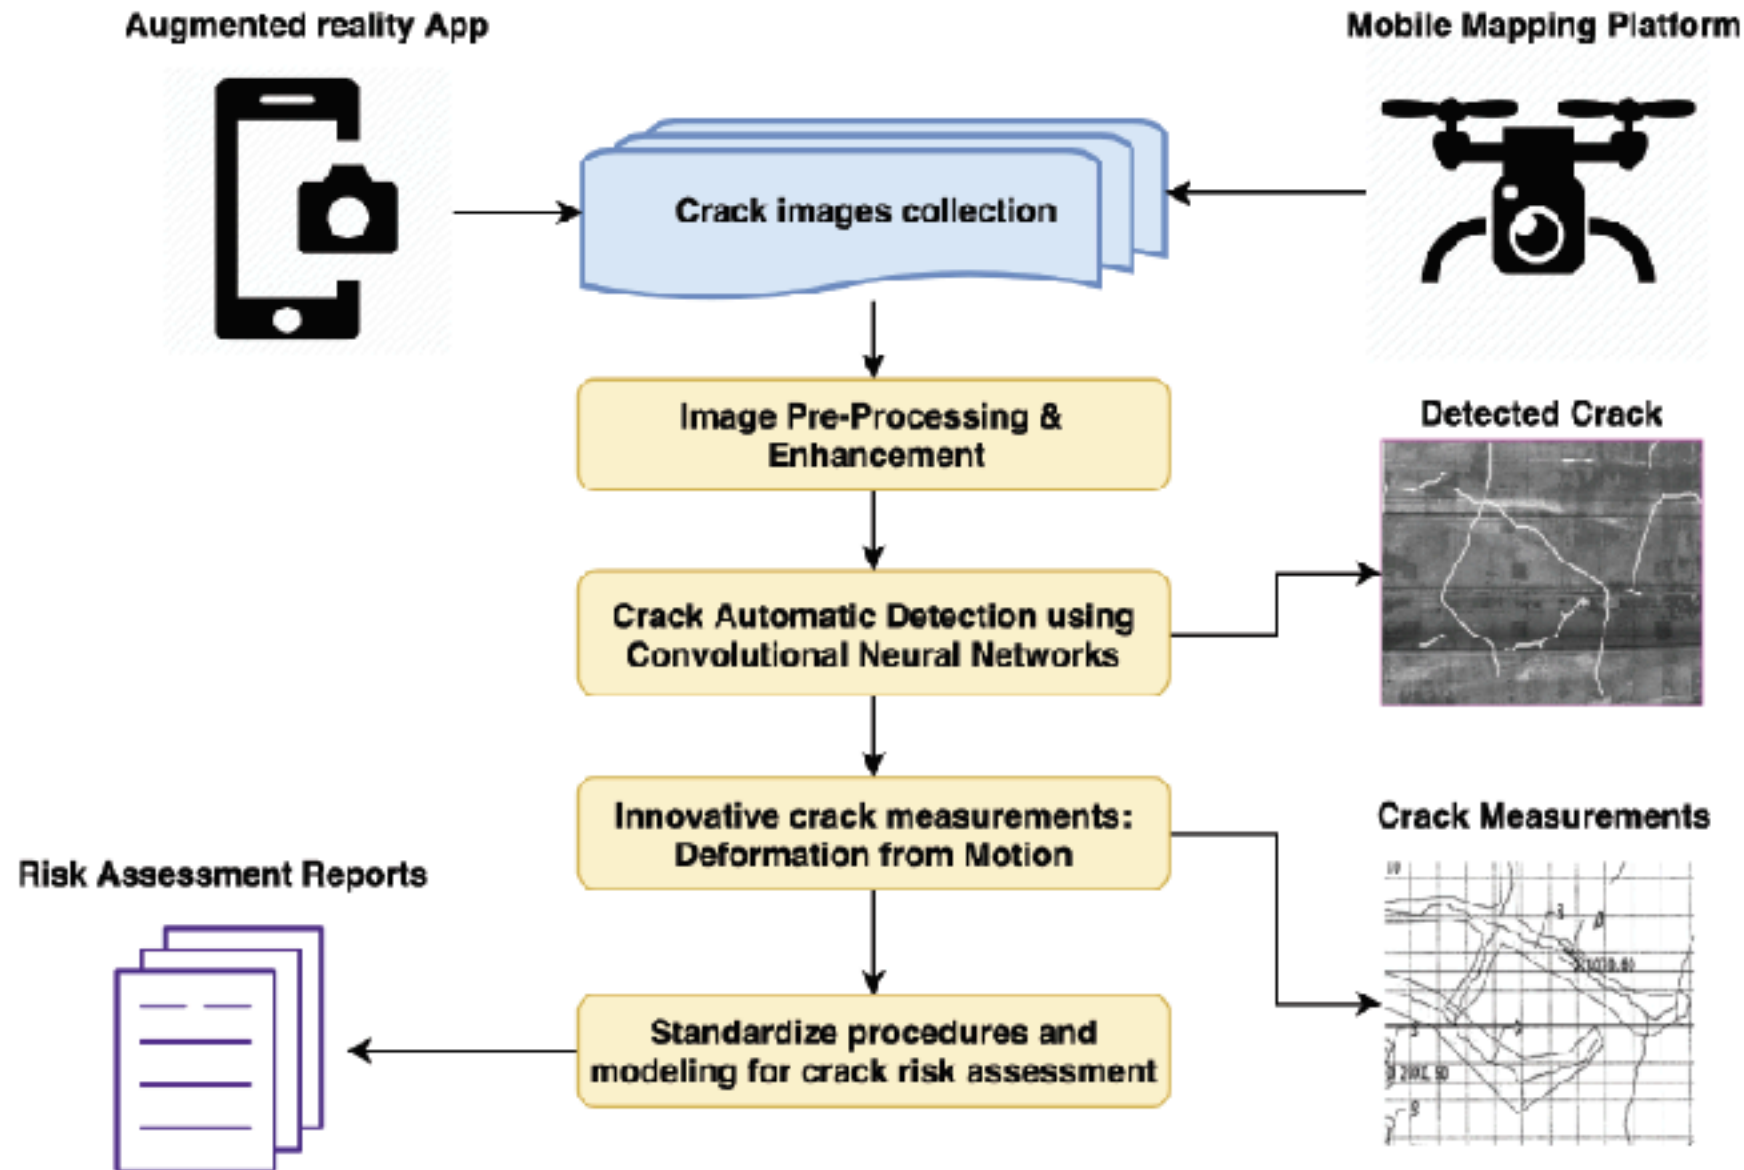 Augmented reality App
Mobile Mapping Platform
Crack images collection
Image Pre-Processing &
Enhancement
Detected Crack
Crack Automatic Detection using
Convolutional Neural Networks
Innovative crack measurements:
Deformation from Motion
Crack Measurements
Risk Assessment Reports
Standardize procedures and
modeling for crack risk assessment